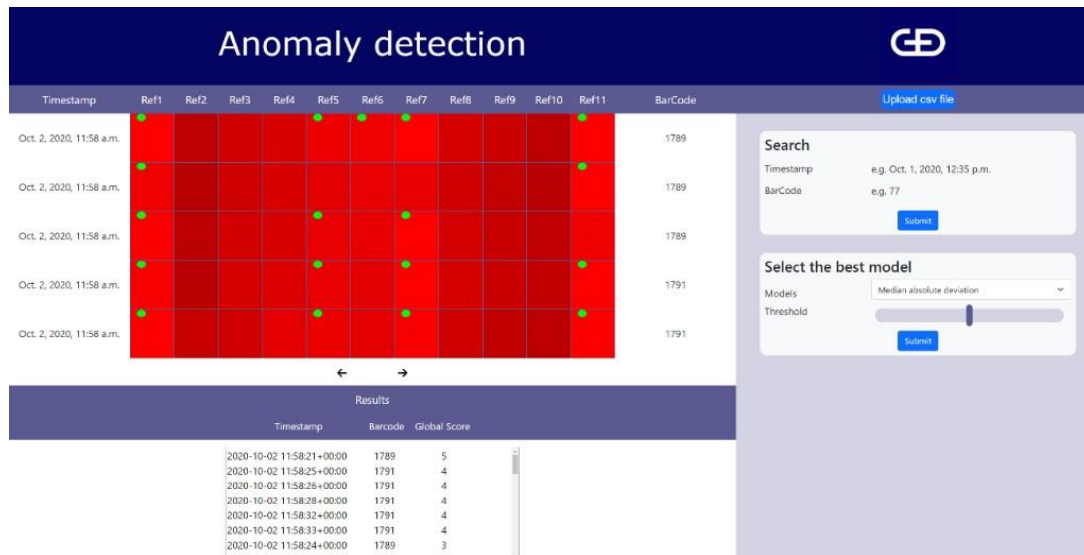 Anomaly detection
Timestamp Ref1 Ref2 Ref3 Ref4 Ref5 Ref6 Ref7 Ref8 Ref9 Ref10 Ref11 BarCode
Upload csv file
Oct. 2, 2020, 11:58 a.m. 1789
Oct. 2, 2020, 11:58 a.m. 1789
Oct. 2, 2020, 11:58 a.m. 1789
Oct. 2, 2020, 11:58 a.m. 1791
Oct. 2, 2020, 11:58 a.m. 1791
← →
Results
Timestamp Barcode Global Score
2020-10-02 11:58:21+00:00 1789 5
2020-10-02 11:58:25+00:00 1791 4
2020-10-02 11:58:26+00:00 1791 4
2020-10-02 11:58:28+00:00 1791 4
2020-10-02 11:58:32+00:00 1791 4
2020-10-02 11:58:33+00:00 1791 4
2020-10-02 11:58:24+00:00 1789 3
Search
Timestamp e.g. Oct. 1, 2020, 12:35 p.m.
BarCode e.g. 77
Submit
Select the best model
Models Median absolute deviation
Threshold
Submit